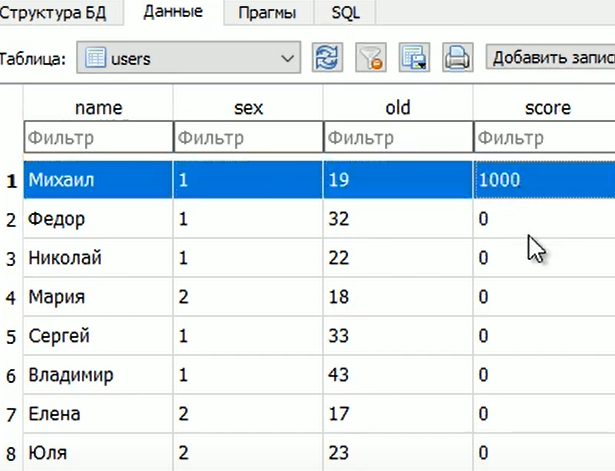 Структура БД Данные Прагмы SQL
Таблица: users Добавить запис
name sex old score
Фильтр Фильтр Фильтр Фильтр
1 Михаил 1 19 1000
2 Федор 1 32 0
3 Николай 1 22 0
4 Мария 2 18 0
5 Сергей 1 33 0
6 Владимир 1 43 0
7 Елена 2 17 0
8 Юля 2 23 0